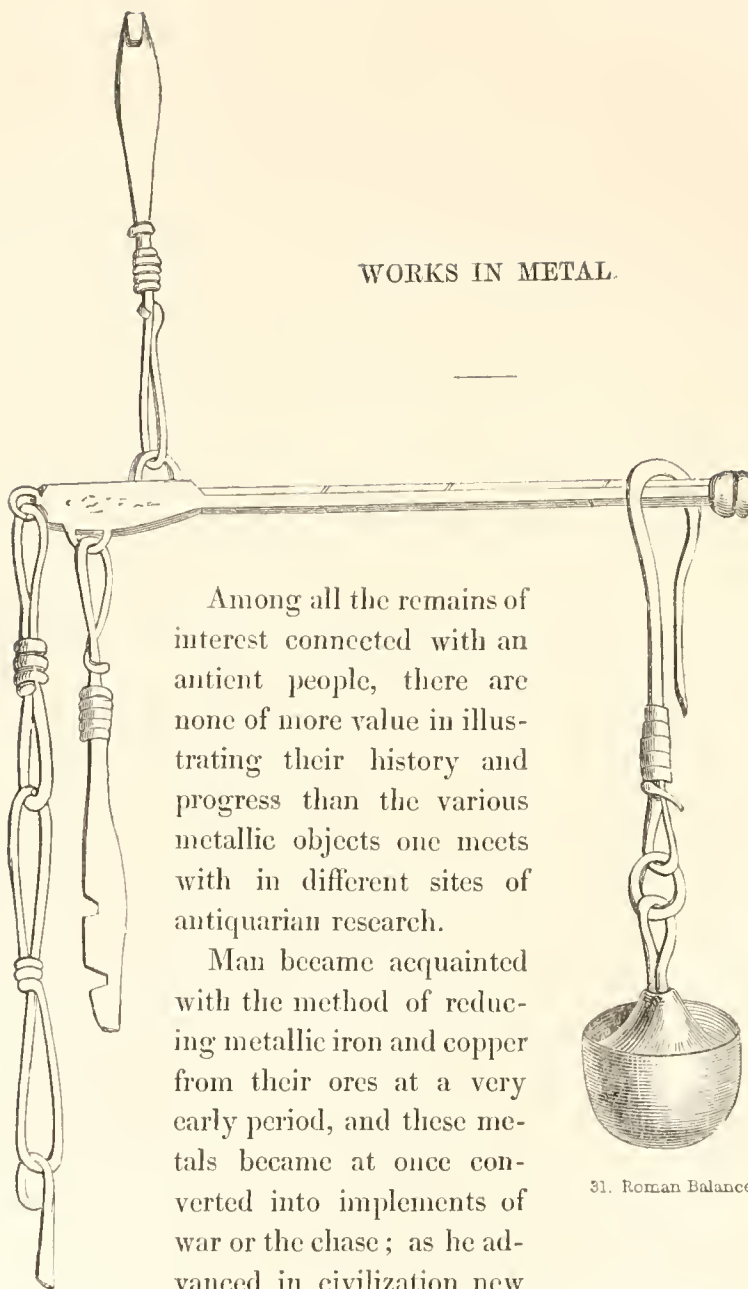 WORKS IN METAL.
Among all the remains of
interest connected with an
antient people, there are
none of more value in illus-
trating their history and
progress than the various
metallic objects one meets
with in different sites of
antiquarian research.
Man became acquainted
with the method of reduc-
ing metallic iron and copper
from their ores at a very
early period, and these me-
tals became at once con-
verted into implements of
war or the chase; as he ad-
vanced in civilization new
31. Roman Balance